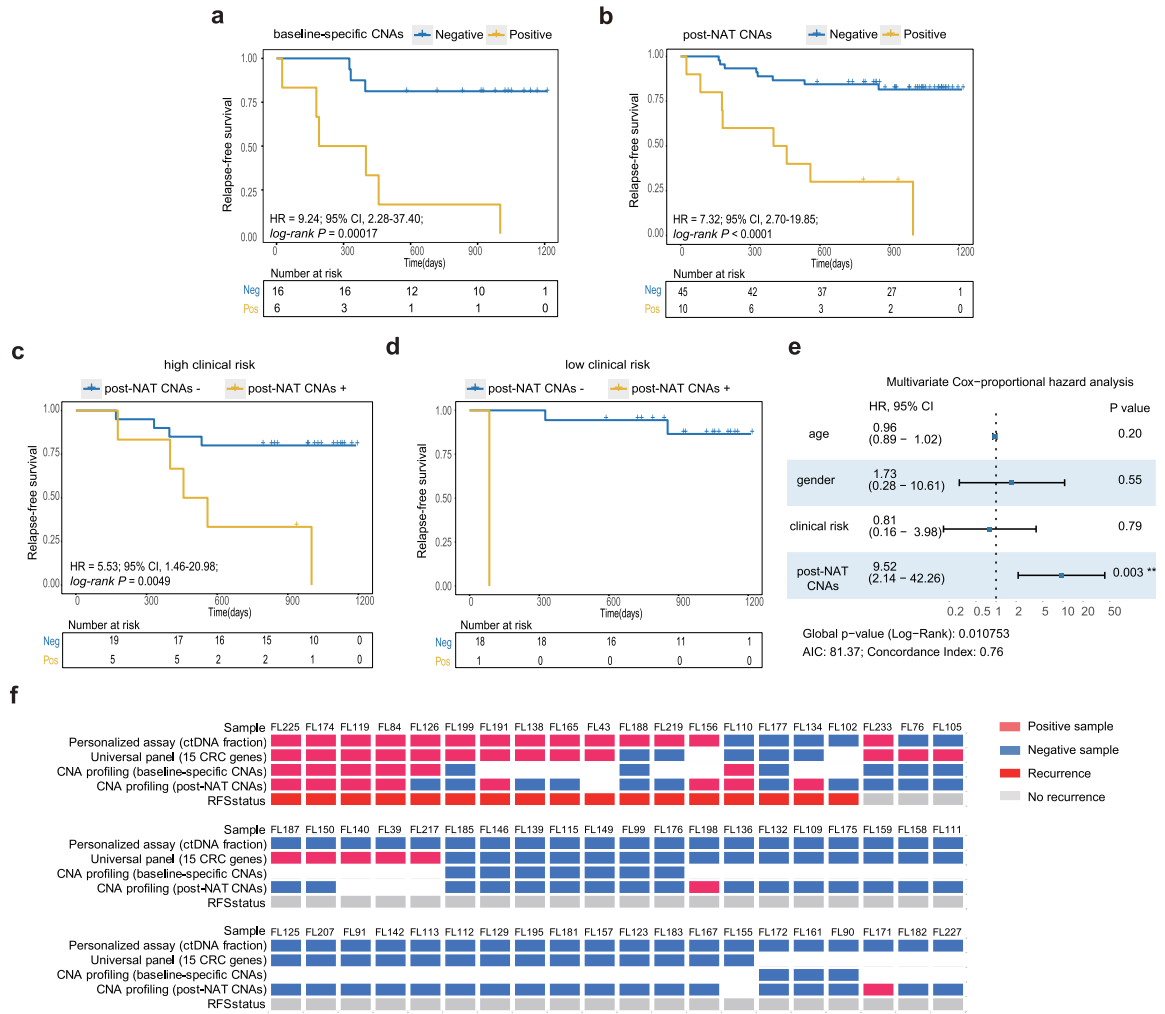 a
baseline-specific CNAs Negative Positive
1.00
0.75
0.50
0.25
0.00
Relapse-free survival
HR = 9.24; 95% CI, 2.28-37.40;
log-rank P = 0.00017
0 300 600 900 1200
Time(days)
Number at risk
Neg 16 16 12 10 1
Pos 6 3 1 1 0
b
post-NAT CNAs Negative Positive
1.00
0.75
0.50
0.25
0.00
Relapse-free survival
HR = 7.32; 95% CI, 2.70-19.85;
log-rank P < 0.0001
0 300 600 900 1200
Time(days)
Number at risk
Neg 45 42 37 27 1
Pos 10 6 3 2 0
c
high clinical risk
post-NAT CNAs - post-NAT CNAs +
1.00
0.75
0.50
0.25
0.00
Relapse-free survival
HR = 5.53; 95% CI, 1.46-20.98;
log-rank P = 0.0049
0 300 600 900 1200
Time(days)
Number at risk
Neg 19 17 16 15 10 0
Pos 5 5 2 2 1 0
d
low clinical risk
post-NAT CNAs - post-NAT CNAs +
1.00
0.75
0.50
0.25
0.00
Relapse-free survival
0 300 600 900 1200
Time(days)
Number at risk
Neg 18 18 16 11 1
Pos 1 0 0 0 0
e
Multivariate Cox-proportional hazard analysis
HR, 95% CI P value
age 0.96 (0.89 - 1.02) 0.20
gender 1.73 (0.28 - 10.61) 0.55
clinical risk 0.81 (0.16 - 3.98) 0.79
post-NAT CNAs 9.52 (2.14 - 42.26) 0.003 **
0.2 0.5 1 2 5 10 20 50
Global p-value (Log-Rank): 0.010753
AIC: 81.37; Concordance Index: 0.76
f
Sample FL225 FL174 FL119 FL84 FL126 FL199 FL191 FL138 FL165 FL43 FL188 FL219 FL156 FL110 FL177 FL134 FL102 FL233 FL76 FL105
Personalized assay (ctDNA fraction)
Universal panel (15 CRC genes)
CNA profiling (baseline-specific CNAs)
CNA profiling (post-NAT CNAs)
RFSstatus
Positive sample
Negative sample
Recurrence
No recurrence
Sample FL187 FL150 FL140 FL39 FL217 FL185 FL146 FL139 FL115 FL149 FL99 FL176 FL198 FL136 FL132 FL109 FL175 FL159 FL158 FL111
Personalized assay (ctDNA fraction)
Universal panel (15 CRC genes)
CNA profiling (baseline-specific CNAs)
CNA profiling (post-NAT CNAs)
RFSstatus
Sample FL125 FL207 FL91 FL142 FL113 FL112 FL129 FL195 FL181 FL157 FL123 FL183 FL167 FL155 FL172 FL161 FL90 FL171 FL182 FL227
Personalized assay (ctDNA fraction)
Universal panel (15 CRC genes)
CNA profiling (baseline-specific CNAs)
CNA profiling (post-NAT CNAs)
RFSstatus